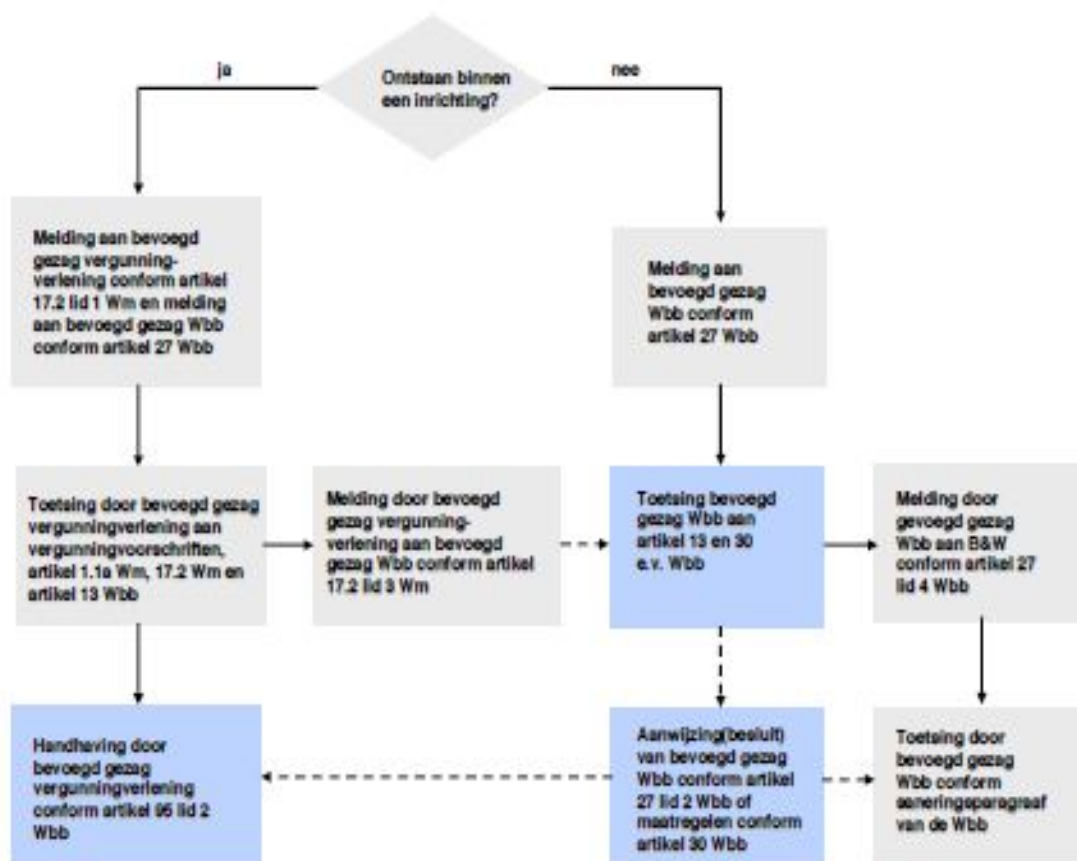 Ontstaan binnen
een inrichting?
ja
nee
Melding aan bevoegd
gezag vergunning-
verlening conform artikel
17.2 lid 1 Wm en melding
aan bevoegd gezag Wbb
conform artikel 27 Wbb
Melding aan
bevoegd gezag
Wbb conform
artikel 27 Wbb
Toetsing door bevoegd gezag
vergunningverlening aan
vergunningvoorschriften,
artikel 1.1a Wm, 17.2 Wm en
artikel 13 Wbb
Melding door bevoegd
gezag vergunning-
verlening aan bevoegd
gezag Wbb conform artikel
17.2 lid 3 Wm
Toetsing bevoegd
gezag Wbb aan
artikel 13 en 30
e.v. Wbb
Melding door
gevoegd gezag
Wbb aan B&W
conform artikel 27
lid 4 Wbb
Handhaving door
bevoegd gezag
vergunningverlening
conform artikel 95 lid 2
Wbb
Aanwijzing(besluit)
van bevoegd gezag
Wbb conform artikel
27 lid 2 Wbb of
maatregelen conform
artikel 30 Wbb
Toetsing door
bevoegd gezag
Wbb conform
saneringsparagraaf
van de Wbb